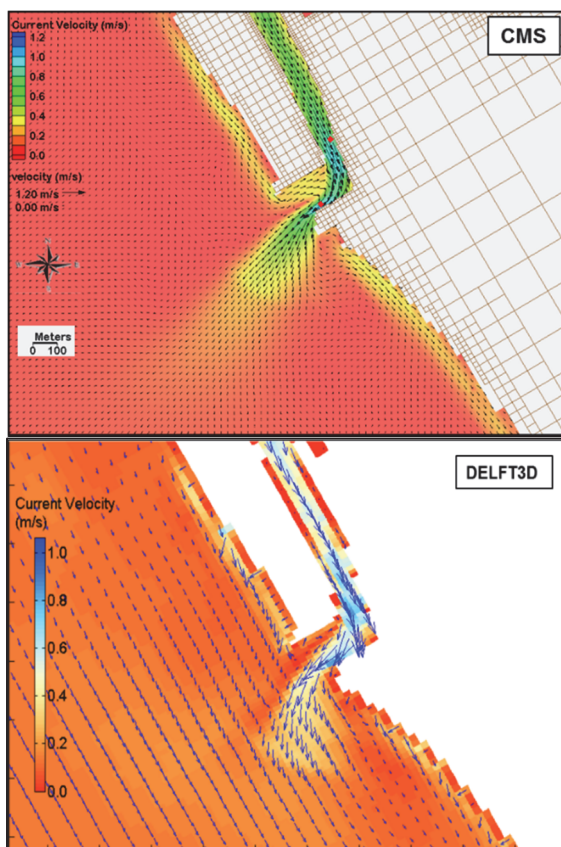 Current Velocity (m/s)
1.2
1.0
0.8
0.6
0.4
0.2
0.0
velocity (m/s)
1.20 m/s
0.00 m/s
CMS
N
S
Meters
0 100
DELFT3D
Current Velocity
(m/s)
1.0
0.8
0.6
0.4
0.2
0.0